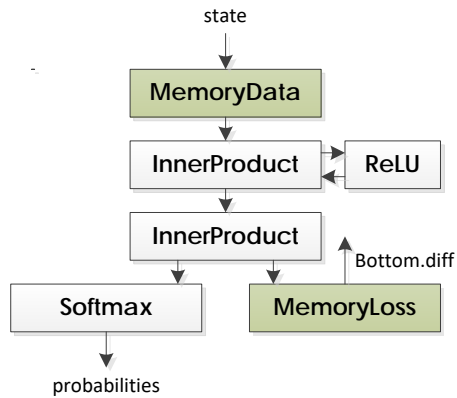 state
MemoryData
InnerProduct
ReLU
InnerProduct
Bottom.diff
Softmax
MemoryLoss
probabilities